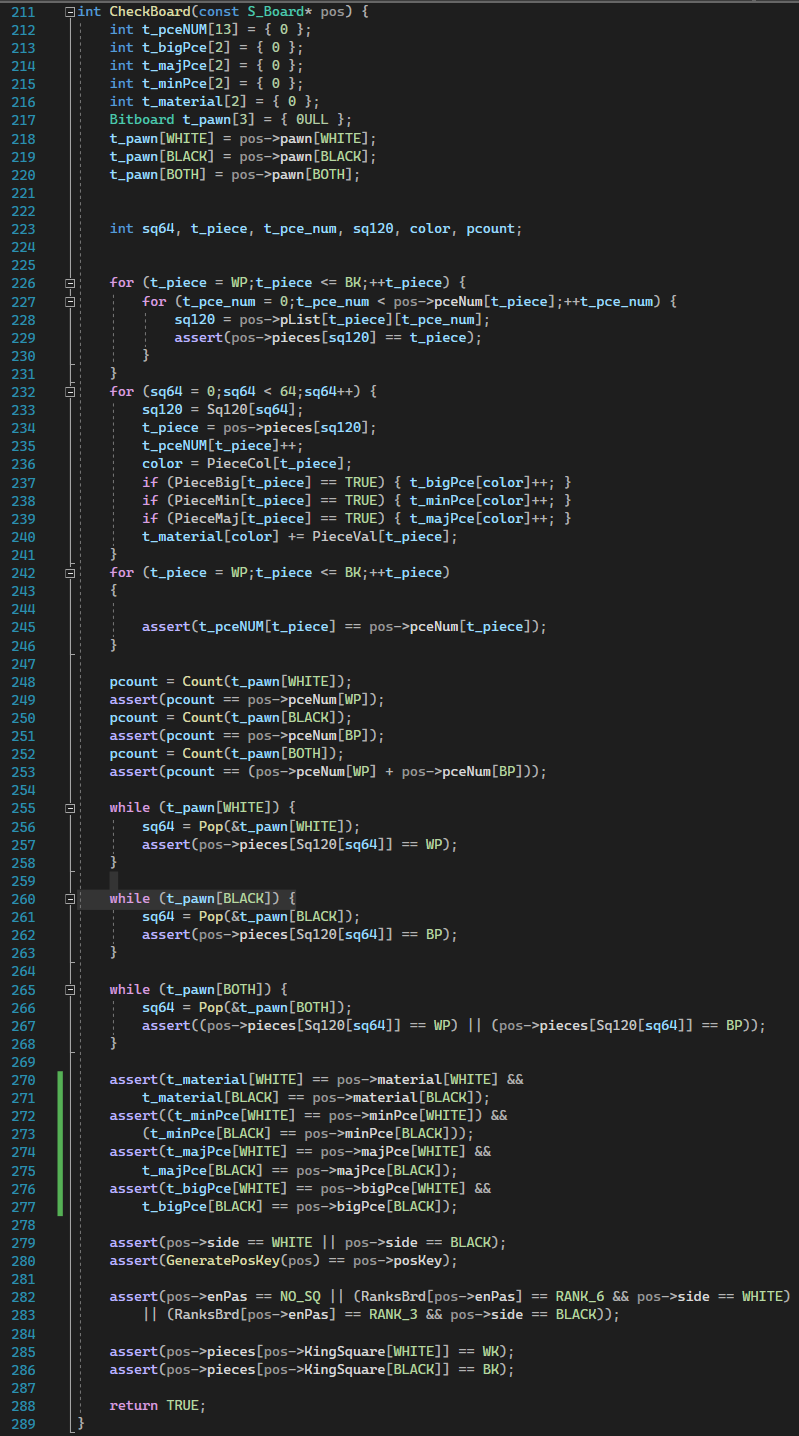 211 int CheckBoard(const S_Board* pos) {
212 int t_pceNUM[13] = { 0 };
213 int t_bigPce[2] = { 0 };
214 int t_majPce[2] = { 0 };
215 int t_minPce[2] = { 0 };
216 int t_material[2] = { 0 };
217 Bitboard t_pawn[3] = { 0ULL };
218 t_pawn[WHITE] = pos->pawn[WHITE];
219 t_pawn[BLACK] = pos->pawn[BLACK];
220 t_pawn[BOTH] = pos->pawn[BOTH];
221
222
223 int sq64, t_piece, t_pce_num, sq120, color, pcount;
224
225
226 for (t_piece = WP;t_piece <= BK;++t_piece) {
227 for (t_pce_num = 0;t_pce_num < pos->pceNum[t_piece];++t_pce_num) {
228 sq120 = pos->pList[t_piece][t_pce_num];
229 assert(pos->pieces[sq120] == t_piece);
230 }
231 }
232 for (sq64 = 0;sq64 < 64;sq64++) {
233 sq120 = Sq120[sq64];
234 t_piece = pos->pieces[sq120];
235 t_pceNUM[t_piece]++;
236 color = PieceCol[t_piece];
237 if (PieceBig[t_piece] == TRUE) { t_bigPce[color]++; }
238 if (PieceMin[t_piece] == TRUE) { t_minPce[color]++; }
239 if (PieceMaj[t_piece] == TRUE) { t_majPce[color]++; }
240 t_material[color] += PieceVal[t_piece];
241 }
242 for (t_piece = WP;t_piece <= BK;++t_piece)
243 {
244
245 assert(t_pceNUM[t_piece] == pos->pceNum[t_piece]);
246 }
247
248 pcount = Count(t_pawn[WHITE]);
249 assert(pcount == pos->pceNum[WP]);
250 pcount = Count(t_pawn[BLACK]);
251 assert(pcount == pos->pceNum[BP]);
252 pcount = Count(t_pawn[BOTH]);
253 assert(pcount == (pos->pceNum[WP] + pos->pceNum[BP]));
254
255 while (t_pawn[WHITE]) {
256 sq64 = Pop(&t_pawn[WHITE]);
257 assert(pos->pieces[Sq120[sq64]] == WP);
258 }
259
260 while (t_pawn[BLACK]) {
261 sq64 = Pop(&t_pawn[BLACK]);
262 assert(pos->pieces[Sq120[sq64]] == BP);
263 }
264
265 while (t_pawn[BOTH]) {
266 sq64 = Pop(&t_pawn[BOTH]);
267 assert((pos->pieces[Sq120[sq64]] == WP) || (pos->pieces[Sq120[sq64]] == BP));
268 }
269
270 assert(t_material[WHITE] == pos->material[WHITE] &&
271 t_material[BLACK] == pos->material[BLACK]);
272 assert((t_minPce[WHITE] == pos->minPce[WHITE]) &&
273 (t_minPce[BLACK] == pos->minPce[BLACK]));
274 assert(t_majPce[WHITE] == pos->majPce[WHITE] &&
275 t_majPce[BLACK] == pos->majPce[BLACK]);
276 assert(t_bigPce[WHITE] == pos->bigPce[WHITE] &&
277 t_bigPce[BLACK] == pos->bigPce[BLACK]);
278
279 assert(pos->side == WHITE || pos->side == BLACK);
280 assert(GeneratePosKey(pos) == pos->posKey);
281
282 assert(pos->enPas == NO_SQ || (RanksBrd[pos->enPas] == RANK_6 && pos->side == WHITE)
283 || (RanksBrd[pos->enPas] == RANK_3 && pos->side == BLACK));
284
285 assert(pos->pieces[pos->KingSquare[WHITE]] == WK);
286 assert(pos->pieces[pos->KingSquare[BLACK]] == BK);
287
288 return TRUE;
289 }